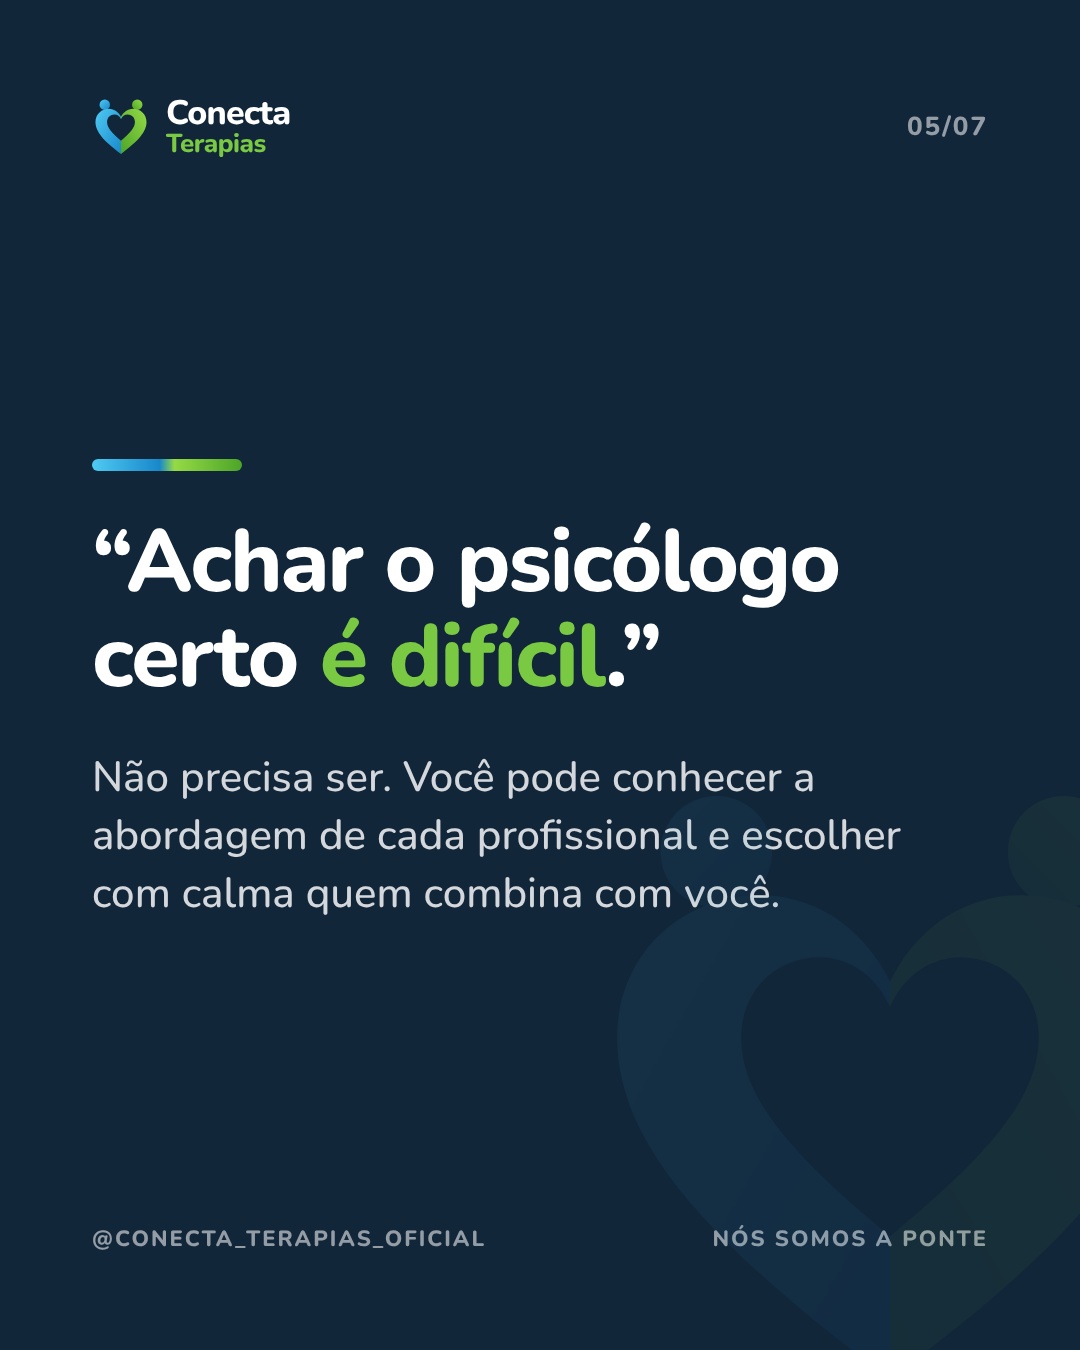 Conecta
Terapias
05/07
“Achar o psicólogo
certo é difícil.”
Não precisa ser. Você pode conhecer a
abordagem de cada profissional e escolher
com calma quem combina com você.
@CONECTA_TERAPIAS_OFICIAL
NÓS SOMOS A PONTE